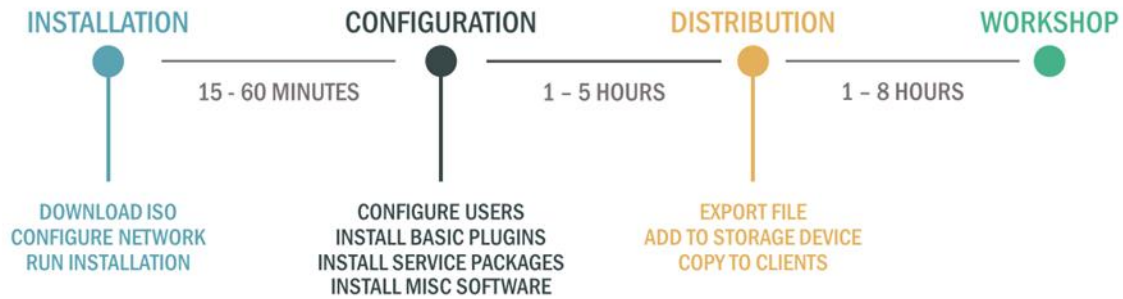 INSTALLATION
CONFIGURATION
DISTRIBUTION
WORKSHOP
15 - 60 MINUTES
1 – 5 HOURS
1 – 8 HOURS
DOWNLOAD ISO
CONFIGURE NETWORK
RUN INSTALLATION
CONFIGURE USERS
INSTALL BASIC PLUGINS
INSTALL SERVICE PACKAGES
INSTALL MISC SOFTWARE
EXPORT FILE
ADD TO STORAGE DEVICE
COPY TO CLIENTS